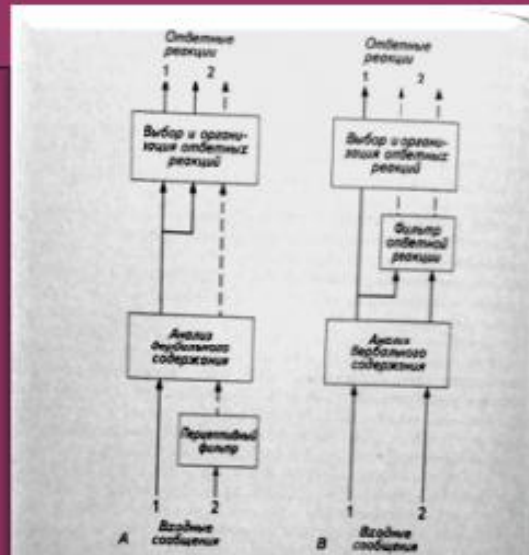 Ответные
реакции
1 2
Выбор и органи-
зация ответных
реакций
Анализ
вербального
содержания
Перцептивный
фильтр
1 2
А Входные
сообщения
Ответные
реакции
1 2
Выбор и органи-
зация ответных
реакций
Фильтр
ответной
реакции
Анализ
вербального
содержания
1 2
В Входные
сообщения